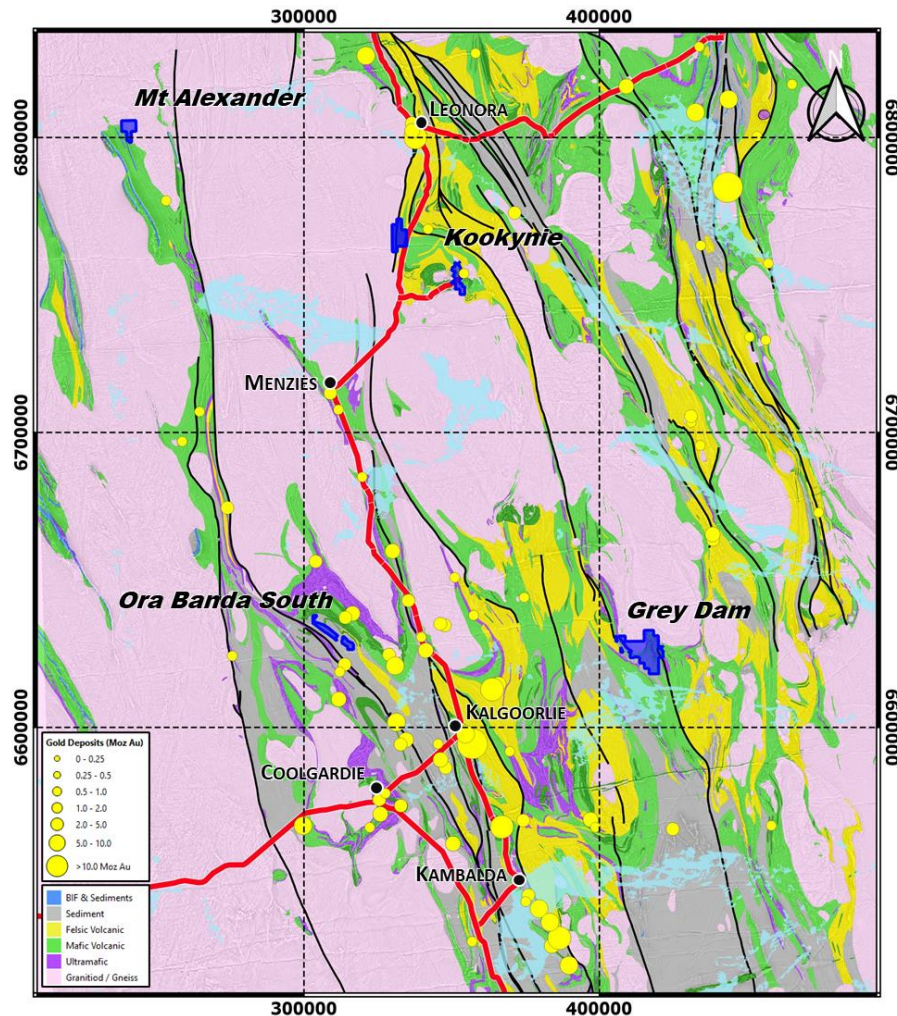 300000 400000
Mt Alexander
N
LEONORA
6800000 6800000
Kookynie
MENZIES
6700000 6700000
Ora Banda South
Grey Dam
KALGOORLIE
6600000 6600000
COOLGARDIE
KAMBALDA
Gold Deposits (Moz Au)
0 - 0.25
0.25 - 0.5
0.5 - 1.0
1.0 - 2.0
2.0 - 5.0
5.0 - 10.0
>10.0 Moz Au
BIF & Sediments
Sediment
Felsic Volcanic
Mafic Volcanic
Ultramafic
Granitiod / Gneiss
300000 400000